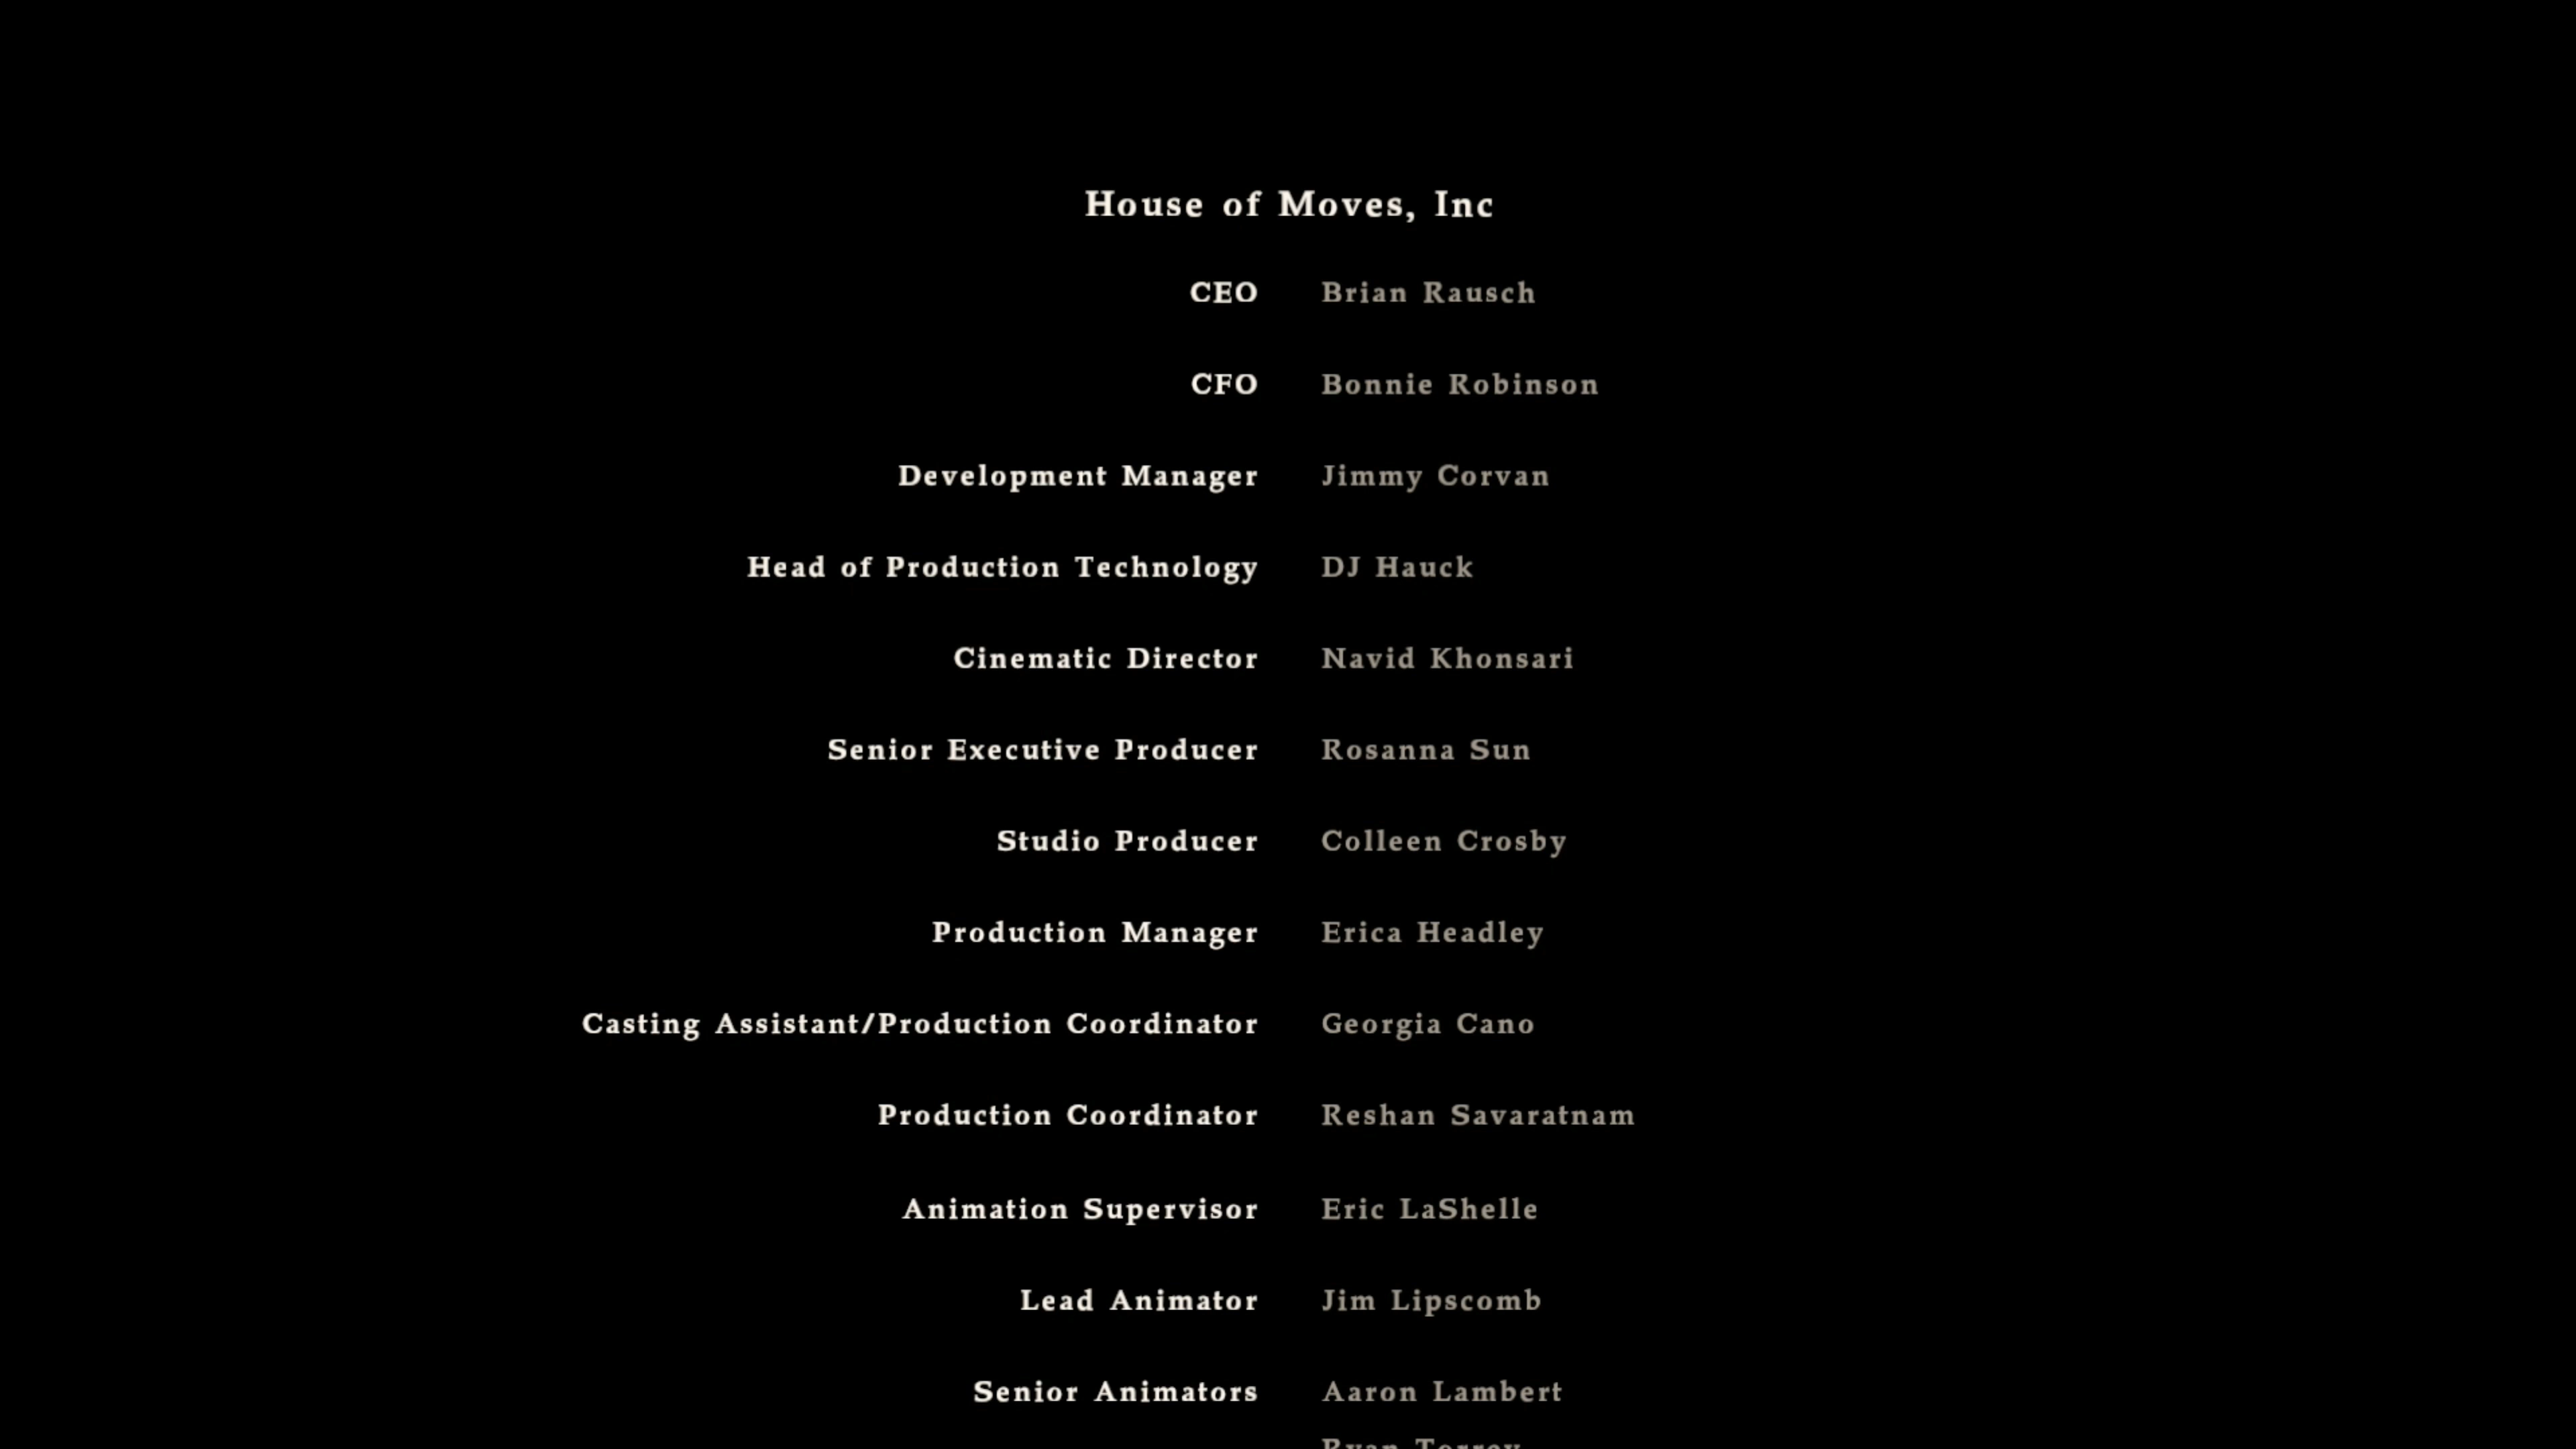 House of Moves, Inc
CEO Brian Rausch
CFO Bonnie Robinson
Development Manager Jimmy Corvan
Head of Production Technology DJ Hauck
Cinematic Director Navid Khonsari
Senior Executive Producer Rosanna Sun
Studio Producer Colleen Crosby
Production Manager Erica Headley
Casting Assistant/Production Coordinator Georgia Cano
Production Coordinator Reshan Savaratnam
Animation Supervisor Eric LaShelle
Lead Animator Jim Lipscomb
Senior Animators Aaron Lambert